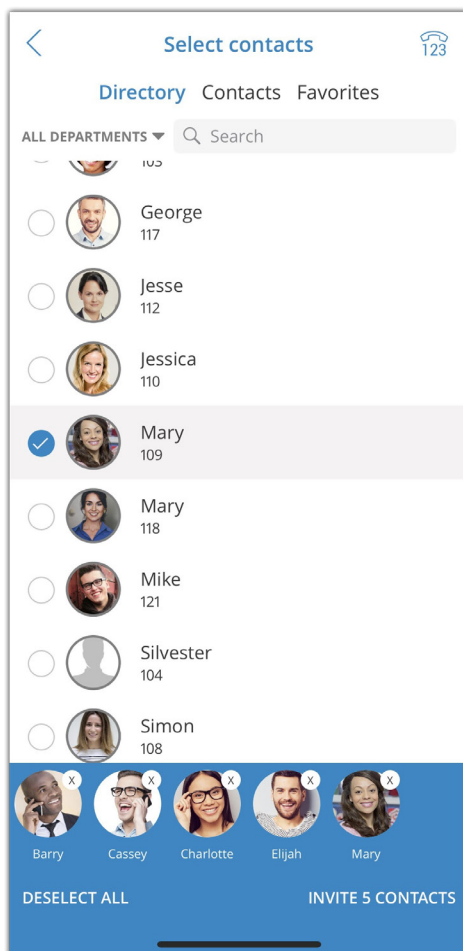 Select contacts
123
Directory Contacts Favorites
ALL DEPARTMENTS Search
103
George
117
Jesse
112
Jessica
110
Mary
109
Mary
118
Mike
121
Silvester
104
Simon
108
X X X X X
Barry Cassey Charlotte Elijah Mary
DESELECT ALL INVITE 5 CONTACTS